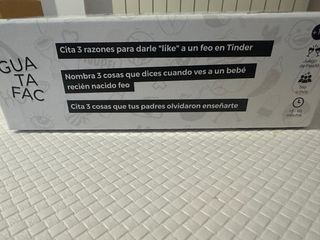 GUA
TA
FAC
Cita 3 razones para darle "like" a un feo en Tinder
Nombra 3 cosas que dices cuando ves a un bebé
recién nacido feo
Cita 3 cosas que tus padres olvidaron enseñarte